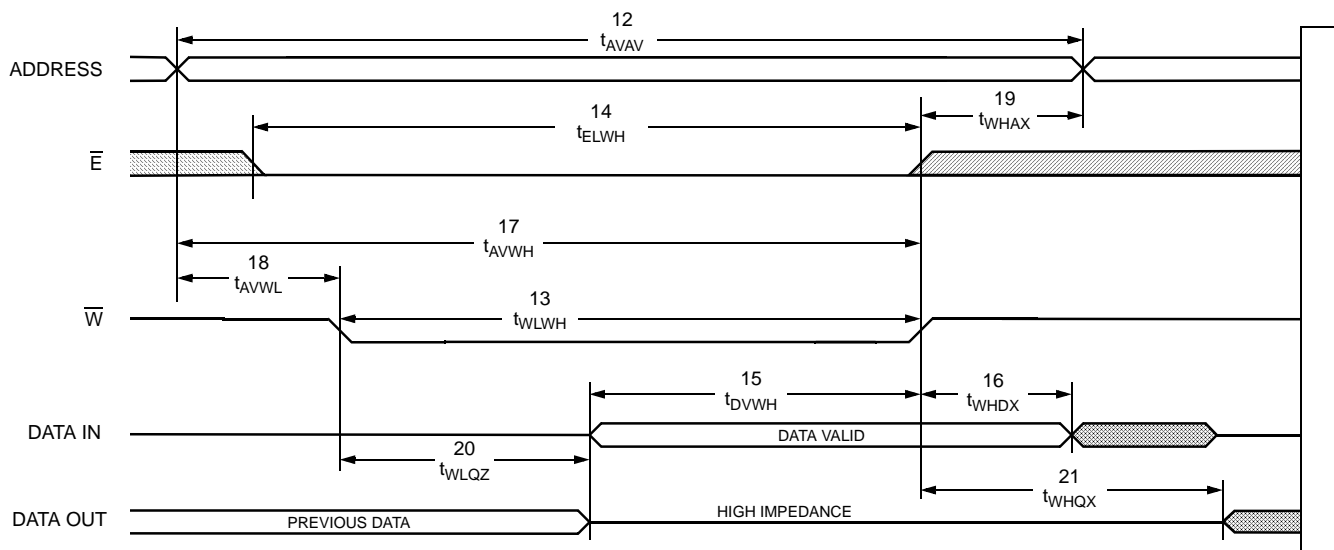 12
tAVAV
ADDRESS
14
tELWH
19
tWHAX
E
17
tAVWH
18
tAVWL
13
tWLWH
W
15
tDVWH
16
tWHDX
DATA IN
DATA VALID
20
tWLQZ
21
tWHQX
DATA OUT
PREVIOUS DATA
HIGH IMPEDANCE